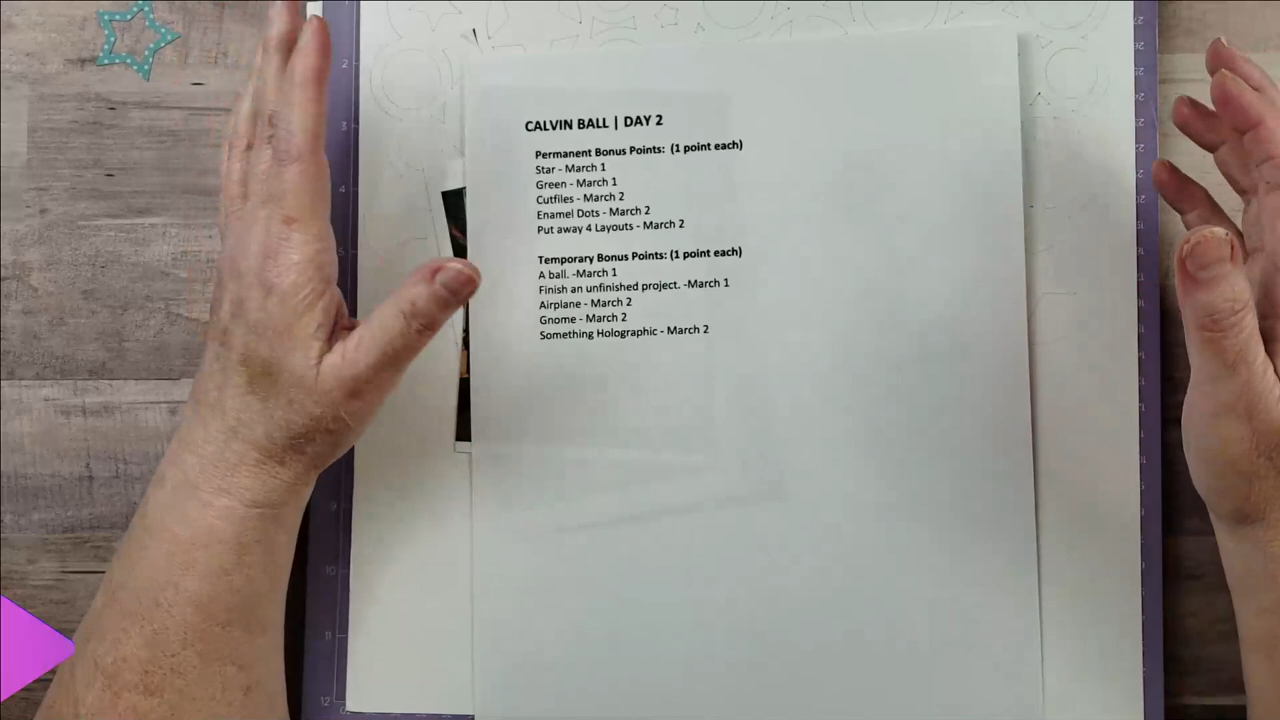 CALVIN BALL | DAY 2
Permanent Bonus Points: (1 point each)
Star - March 1
Green - March 1
Cutfiles - March 2
Enamel Dots - March 2
Put away 4 Layouts - March 2
Temporary Bonus Points: (1 point each)
A ball. -March 1
Finish an unfinished project. -March 1
Airplane - March 2
Gnome - March 2
Something Holographic - March 2